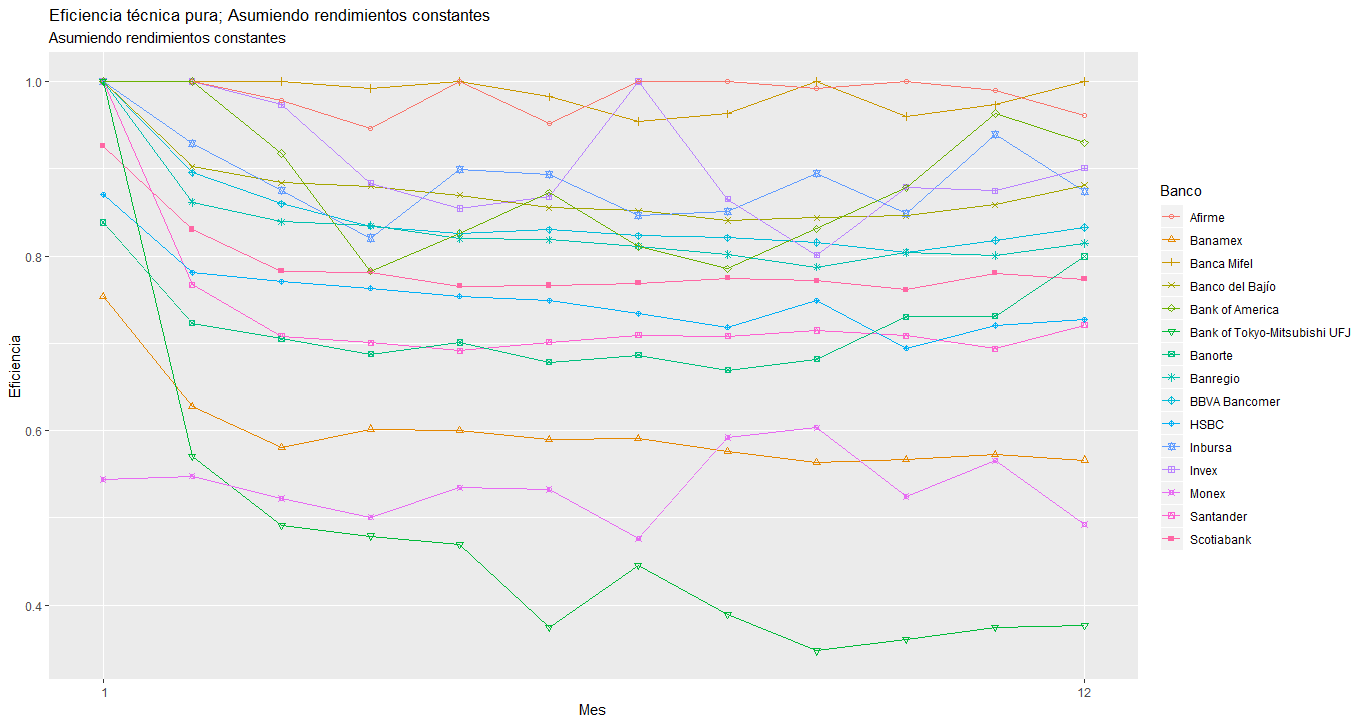 Eficiencia técnica pura; Asumiendo rendimientos constantes
Asumiendo rendimientos constantes
Eficiencia
1.0
0.8
0.6
0.4
1
12
Mes
Banco
Afirme
Banamex
Banca Mifel
Banco del Bajío
Bank of America
Bank of Tokyo-Mitsubishi UFJ
Banorte
Banregio
BBVA Bancomer
HSBC
Inbursa
Invex
Monex
Santander
Scotiabank